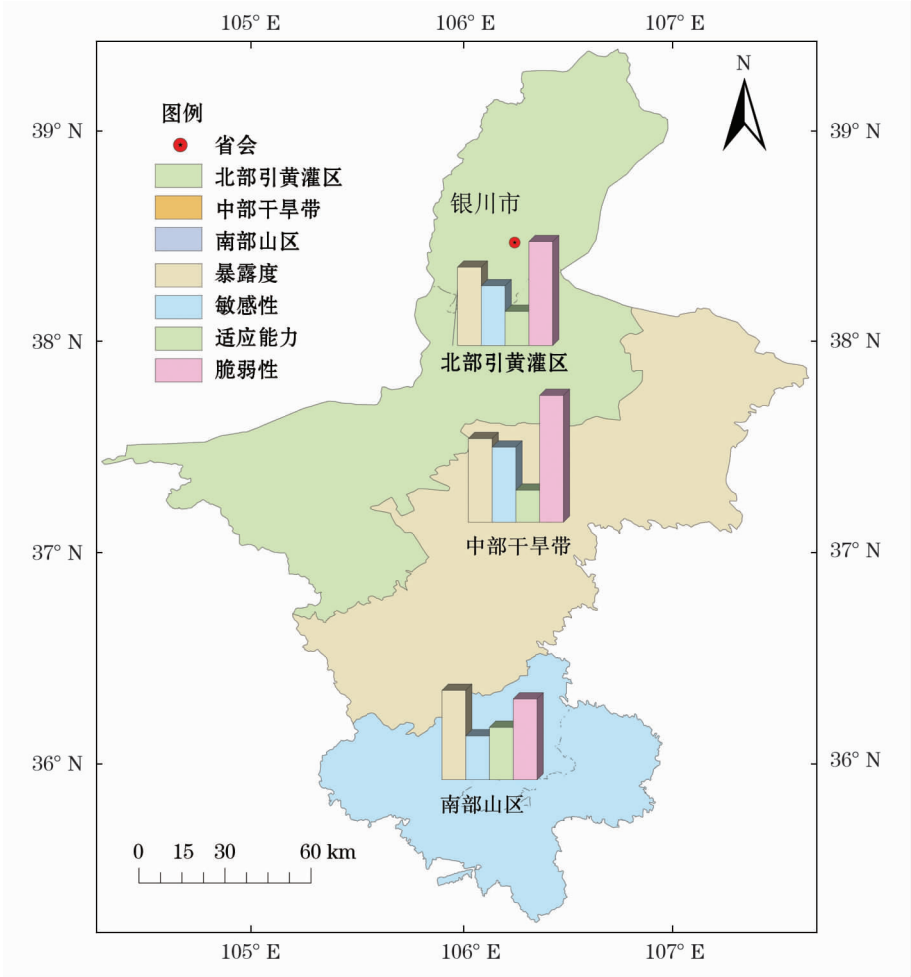 105° E 106° E 107° E
N
39° N
39° N
图例
省会
北部引黄灌区
中部干旱带
南部山区
暴露度
敏感性
适应能力
脆弱性
银川市
38° N
38° N
北部引黄灌区
中部干旱带
37° N
37° N
36° N
36° N
南部山区
0 15 30 60 km
105° E 106° E 107° E